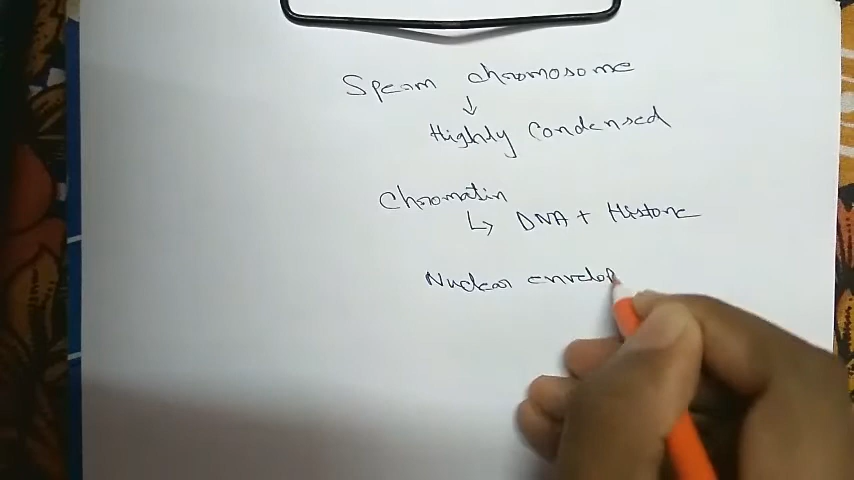 Sperm chromosome
↓
Highly Condensed
Chromatin
↳ DNA + Histone
Nuclear envelop